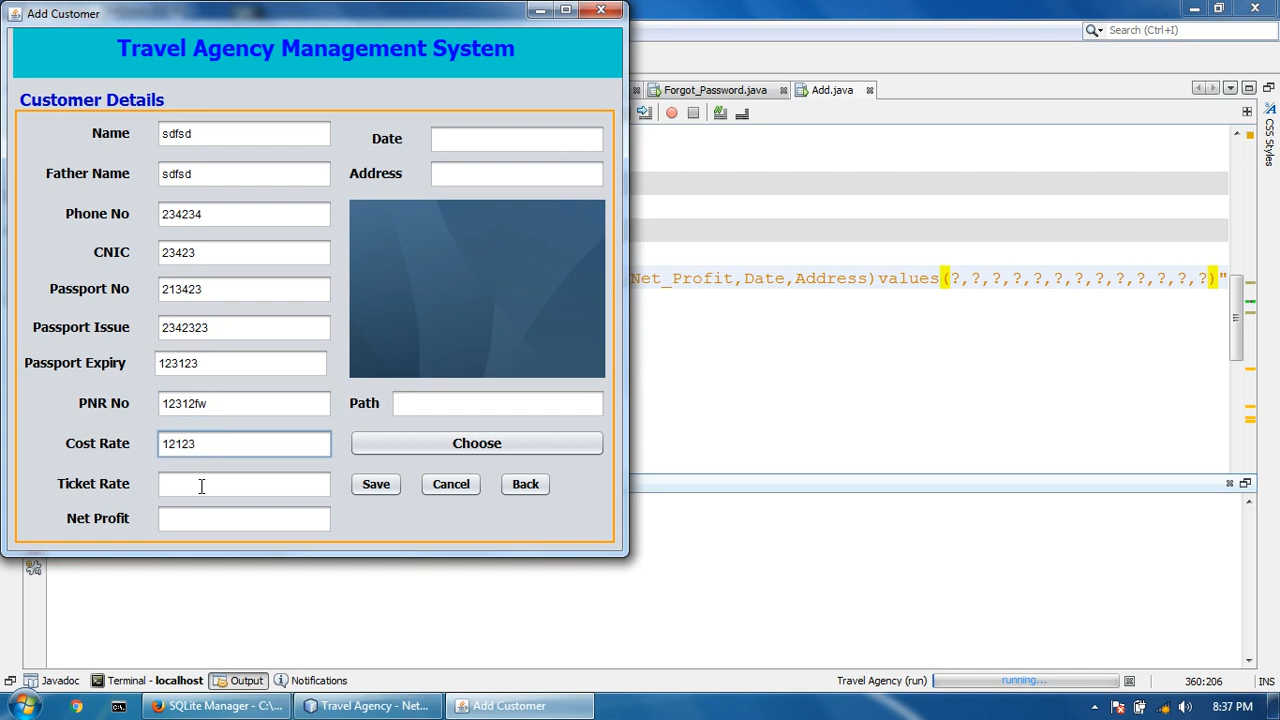 Add Customer
Travel Agency Management System
Customer Details
Name sdfsd Date
Father Name sdfsd Address
Phone No 234234
CNIC 23423
Passport No 213423
Passport Issue 2342323
Passport Expiry 123123
PNR No 12312fw Path
Cost Rate 12123 Choose
Ticket Rate Save Cancel Back
Net Profit
Search (Ctrl+I)
Forgot_Password.java Add.java
CSS Styles
Net_Profit,Date,Address)values(?,?,?,?,?,?,?,?,?,?,?,?,?)"
Javadoc Terminal - localhost Output Notifications Travel Agency (run) running... 360:206 INS
SQLite Manager - C:\... Travel Agency - Net... Add Customer 8:37 PM